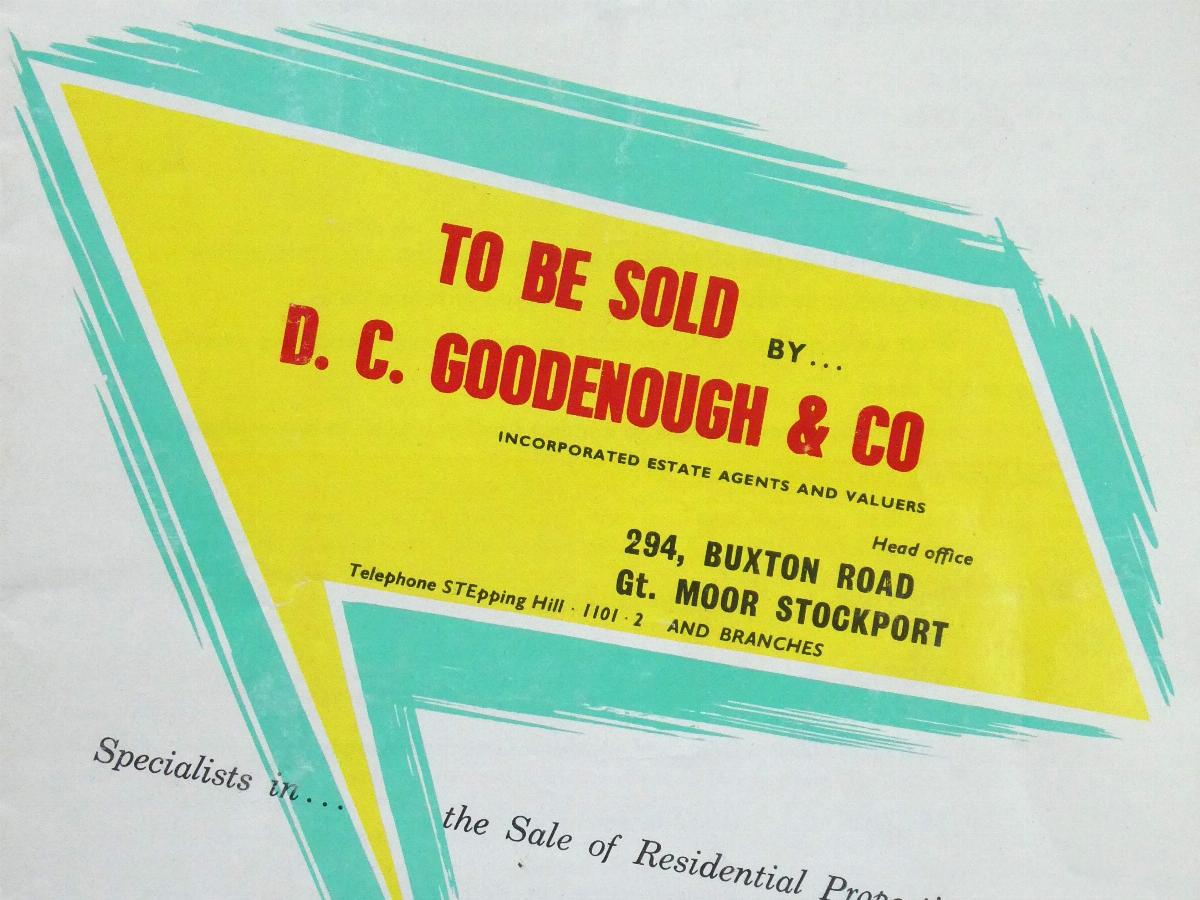 TO BE SOLD BY...
D. C. GOODENOUGH & CO
INCORPORATED ESTATE AGENTS AND VALUERS
Head office
294, BUXTON ROAD
Gt. MOOR STOCKPORT
Telephone STEpping Hill · 1101 · 2 AND BRANCHES
Specialists in...
the Sale of Residential